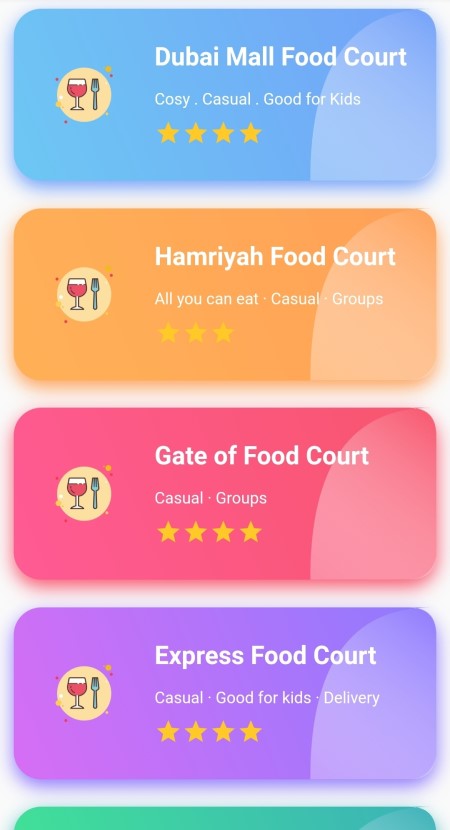 Dubai Mall Food Court
Cosy . Casual . Good for Kids
Hamriyah Food Court
All you can eat · Casual · Groups
Gate of Food Court
Casual · Groups
Express Food Court
Casual · Good for kids · Delivery